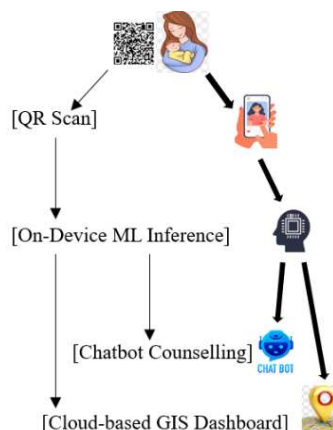 [QR Scan]
[On-Device ML Inference]
[Chatbot Counselling]
CHAT BOT
[Cloud-based GIS Dashboard]